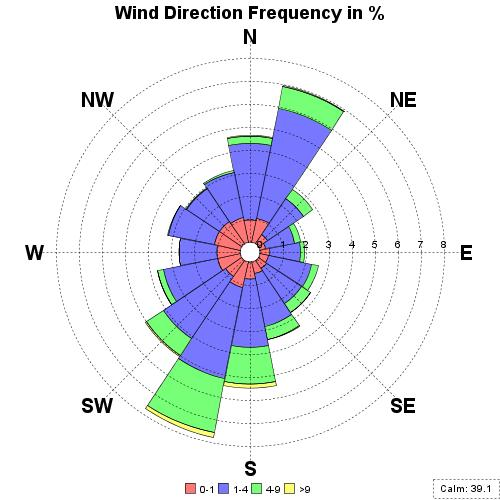 Wind Direction Frequency in %
N
NW
NE
W
0 1 2 3 4 5 6 7 8
E
SW
SE
S
0-1 1-4 4-9 >9
Calm: 39.1